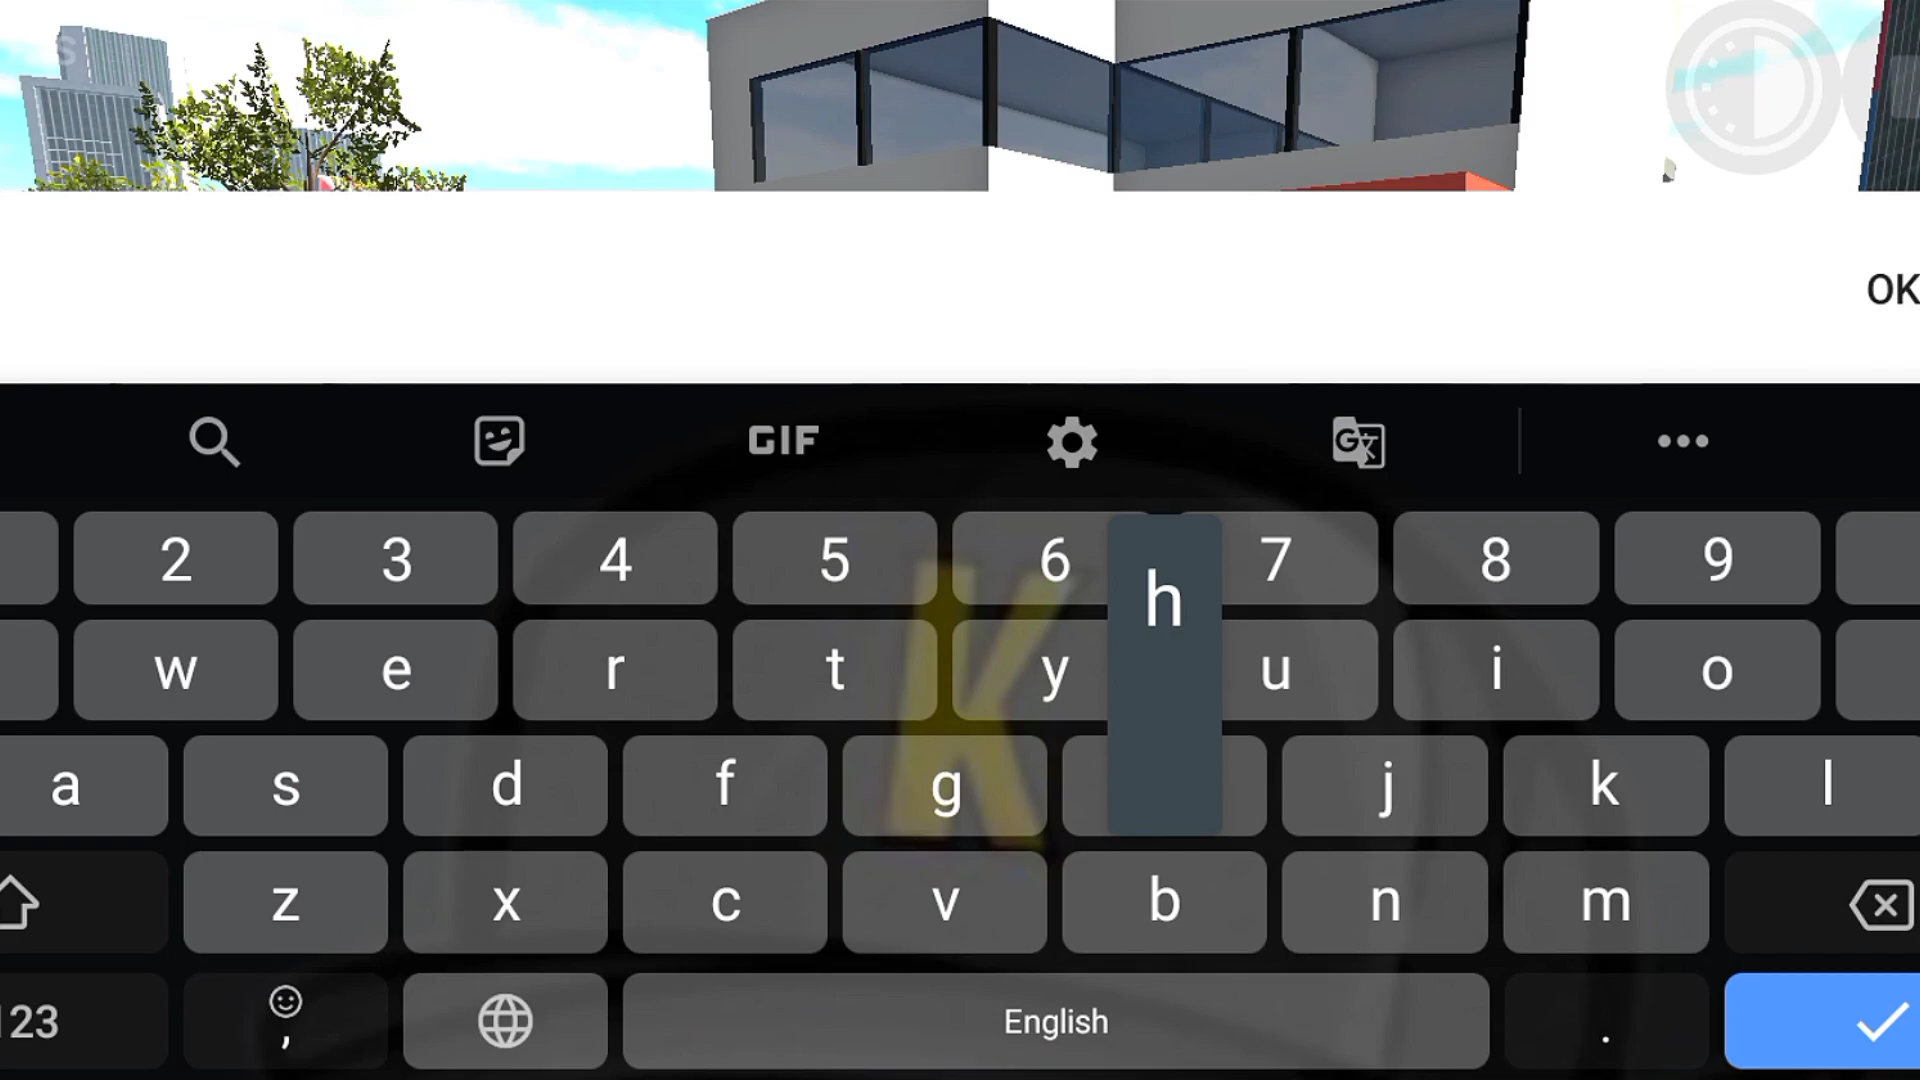 S
OK
GIF
G
2 3 4 5 6 7 8 9
h
w e r t y u i o
K
a s d f g j k l
z x c v b n m
123 , English .